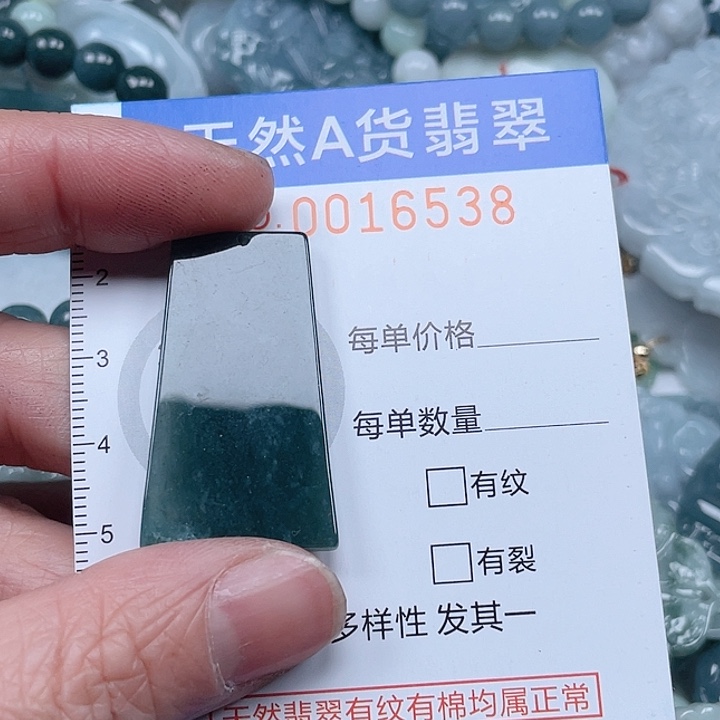 天然A货翡翠
0016538
2
3
4
5
每单价格
每单数量
有纹
有裂
多样性 发其一
天然翡翠有纹有棉均属正常